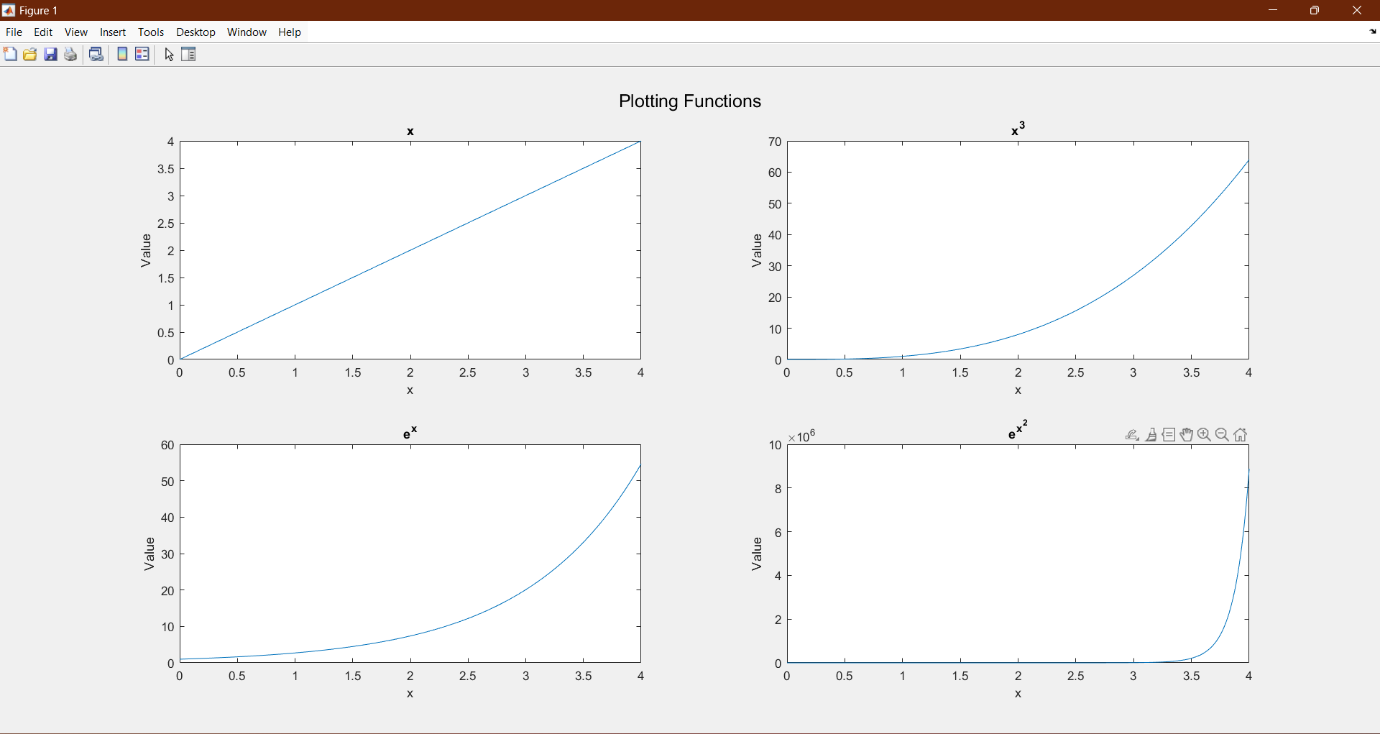 Figure 1
File Edit View Insert Tools Desktop Window Help
Plotting Functions
x
Value
4
3.5
3
2.5
2
1.5
1
0.5
0
0 0.5 1 1.5 2 2.5 3 3.5 4
x
x³
Value
70
60
50
40
30
20
10
0
0 0.5 1 1.5 2 2.5 3 3.5 4
x
eˣ
Value
60
50
40
30
20
10
0
0 0.5 1 1.5 2 2.5 3 3.5 4
x
e^x²
×10⁶
Value
10
8
6
4
2
0
0 0.5 1 1.5 2 2.5 3 3.5 4
x